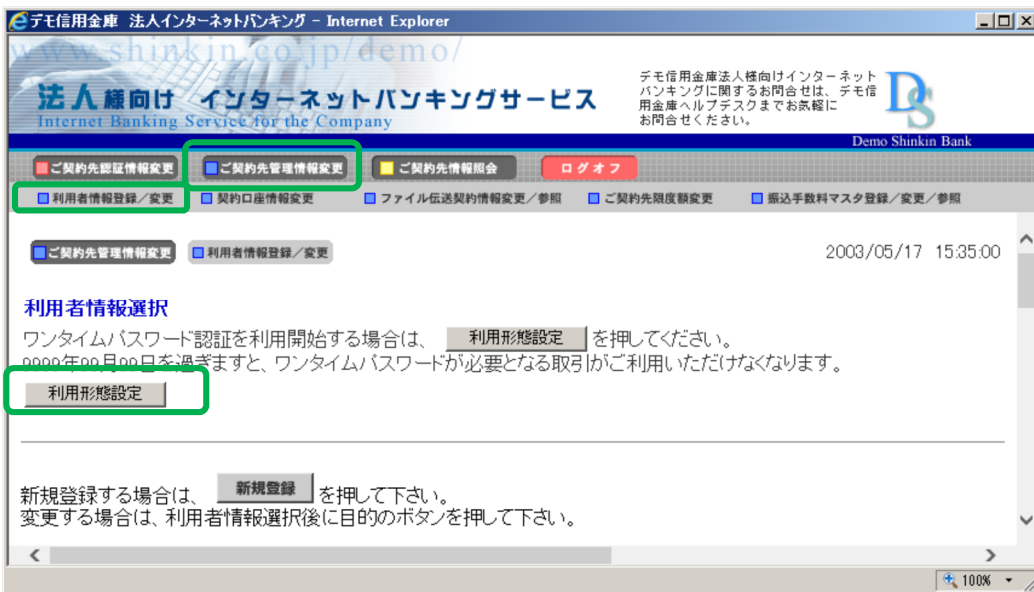 デモ信用金庫 法人インターネットバンキング - Internet Explorer
www.shinkin.co.jp/demo/
法人様向け インターネットバンキングサービス
Internet Banking Service for the Company
デモ信用金庫法人様向けインターネット
バンキングに関するお問合せは、デモ信
用金庫ヘルプデスクまでお気軽に
お問合せください。
DS
Demo Shinkin Bank
ご契約先認証情報変更 ご契約先管理情報変更 ご契約先情報照会 ログオフ
利用者情報登録/変更 契約口座情報変更 ファイル伝送契約情報変更/参照 ご契約先限度額変更 振込手数料マスタ登録/変更/参照
ご契約先管理情報変更 利用者情報登録/変更 2003/05/17 15:35:00
利用者情報選択
ワンタイムパスワード認証を利用開始する場合は、 利用形態設定 を押してください。
9999年99月99日を過ぎますと、ワンタイムパスワードが必要となる取引がご利用いただけなくなります。
利用形態設定
新規登録する場合は、 新規登録 を押して下さい。
変更する場合は、利用者情報選択後に目的のボタンを押して下さい。
100%